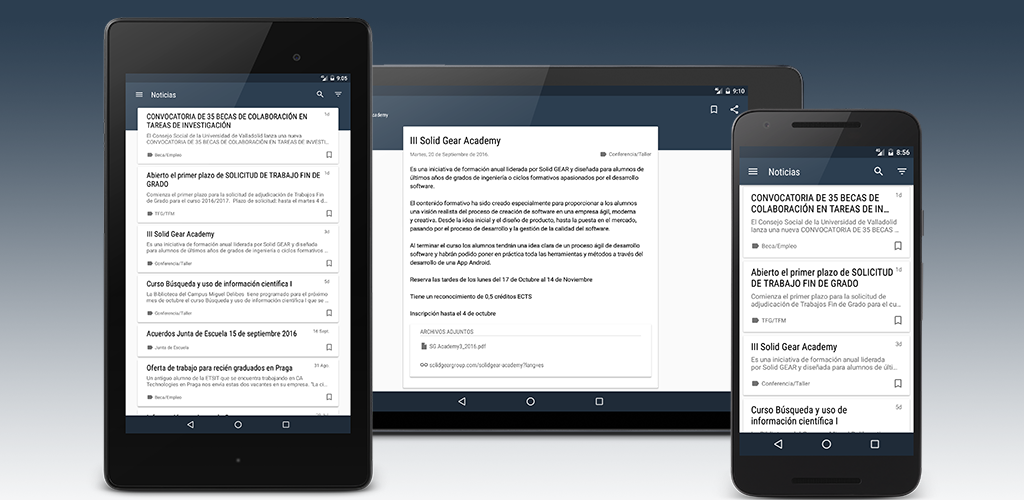 9:05
Noticias
CONVOCATORIA DE 35 BECAS DE COLABORACIÓN EN
TAREAS DE INVESTIGACIÓN
1d
El Consejo Social de la Universidad de Valladolid lanza una nueva
CONVOCATORIA DE 35 BECAS DE COLABORACIÓN EN TAREAS DE INVESTI...
Beca/Empleo
Abierto el primer plazo de SOLICITUD DE TRABAJO FIN DE
GRADO
1d
Comienza el primer plazo para la solicitud de adjudicación de Trabajos Fin
de Grado para el curso 2016/2017. Plazo de solicitud: hasta el martes 4 d...
TFG/TFM
III Solid Gear Academy
3d
Es una iniciativa de formación anual liderada por Solid GEAR y diseñada
para alumnos de últimos años de grados de ingeniería o ciclos formativos ...
Conferencia/Taller
Curso Búsqueda y uso de información científica I
5d
La Biblioteca del Campus Miguel Delibes tiene programado para el próximo
mes de octubre el curso Búsqueda y uso de información científica I que se ...
Conferencia/Taller
Acuerdos Junta de Escuela 15 de septiembre 2016
14 Sept
Junta de Escuela
Oferta de trabajo para recién graduados en Praga
31 Ago
Un antiguo alumno de la ETSIT que se encuentra trabajando en CA
Technologies en Praga nos envía estas dos vacantes en su empresa. "La ci...
Beca/Empleo
9:10
ademy
III Solid Gear Academy
Martes, 20 de Septiembre de 2016
Conferencia/Taller
Es una iniciativa de formación anual liderada por Solid GEAR y diseñada para alumnos de
últimos años de grados de ingeniería o ciclos formativos apasionados por el desarrollo
software.
El contenido formativo ha sido creado especialmente para proporcionar a los alumnos
una visión realista del proceso de creación de software en una empresa ágil, moderna
y creativa. Desde la idea inicial y el diseño de producto, hasta la puesta en el mercado,
pasando por el proceso de desarrollo y la gestión de la calidad del software.
Al terminar el curso los alumnos tendrán una idea clara de un proceso ágil de desarrollo
software y habrán podido poner en práctica todo las herramientas y métodos a través del
desarrollo de una App Android.
Reserva las tardes de los lunes del 17 de Octubre al 14 de Noviembre
Tiene un reconocimiento de 0,5 créditos ECTS
Inscripción hasta el 4 de octubre
ARCHIVOS ADJUNTOS
SG Academy3_2016.pdf
solidgeargroup.com/solidgear-academy?lang=es
8:56
Noticias
CONVOCATORIA DE 35 BECAS DE
COLABORACIÓN EN TAREAS DE IN...
1d
El Consejo Social de la Universidad de Valladolid
lanza una nueva CONVOCATORIA DE 35 BECAS ...
Beca/Empleo
Abierto el primer plazo de SOLICITUD
DE TRABAJO FIN DE GRADO
1d
Comienza el primer plazo para la solicitud de
adjudicación de Trabajos Fin de Grado para el cu...
TFG/TFM
III Solid Gear Academy
3d
Es una iniciativa de formación anual liderada
por Solid GEAR y diseñada para alumnos de últi...
Conferencia/Taller
Curso Búsqueda y uso de
información científica I
5d